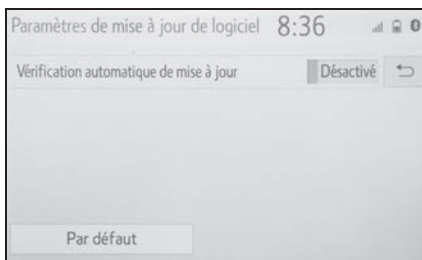 Paramètres de mise à jour de logiciel 8:36
Vérification automatique de mise à jour Désactivé
Par défaut